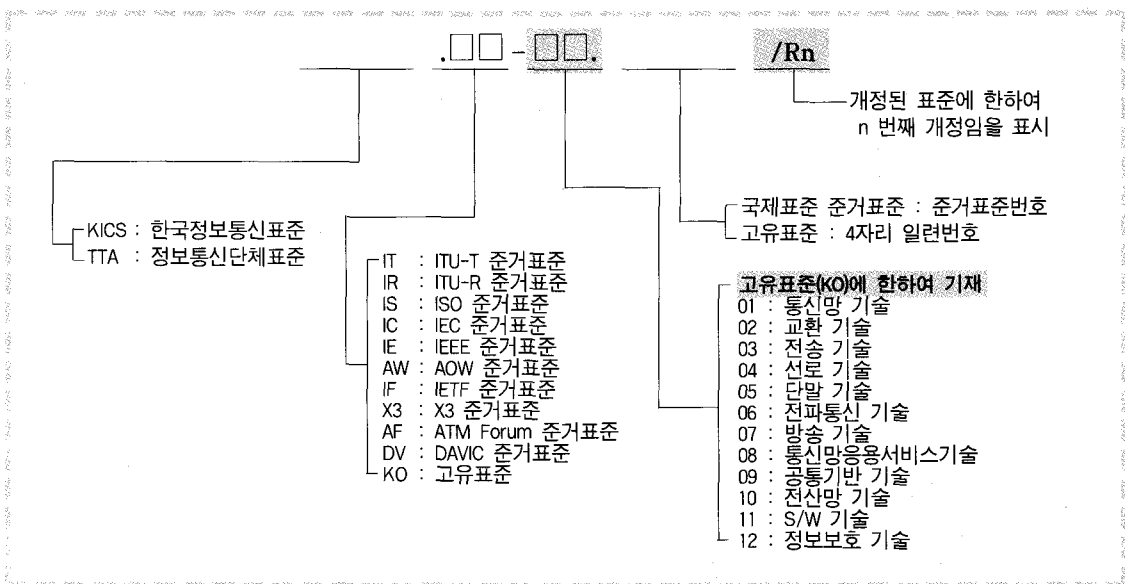 .□□-□□. /Rn
개정된 표준에 한하여
n 번째 개정임을 표시
KICS : 한국정보통신표준
TTA : 정보통신단체표준
국제표준 준거표준 : 준거표준번호
고유표준 : 4자리 일련번호
IT : ITU-T 준거표준
IR : ITU-R 준거표준
IS : ISO 준거표준
IC : IEC 준거표준
IE : IEEE 준거표준
AW : AOW 준거표준
IF : IETF 준거표준
X3 : X3 준거표준
AF : ATM Forum 준거표준
DV : DAVIC 준거표준
KO : 고유표준
고유표준(KO)에 한하여 기재
01 : 통신망 기술
02 : 교환 기술
03 : 전송 기술
04 : 선로 기술
05 : 단말 기술
06 : 전파통신 기술
07 : 방송 기술
08 : 통신망응용서비스기술
09 : 공통기반 기술
10 : 전산망 기술
11 : S/W 기술
12 : 정보보호 기술